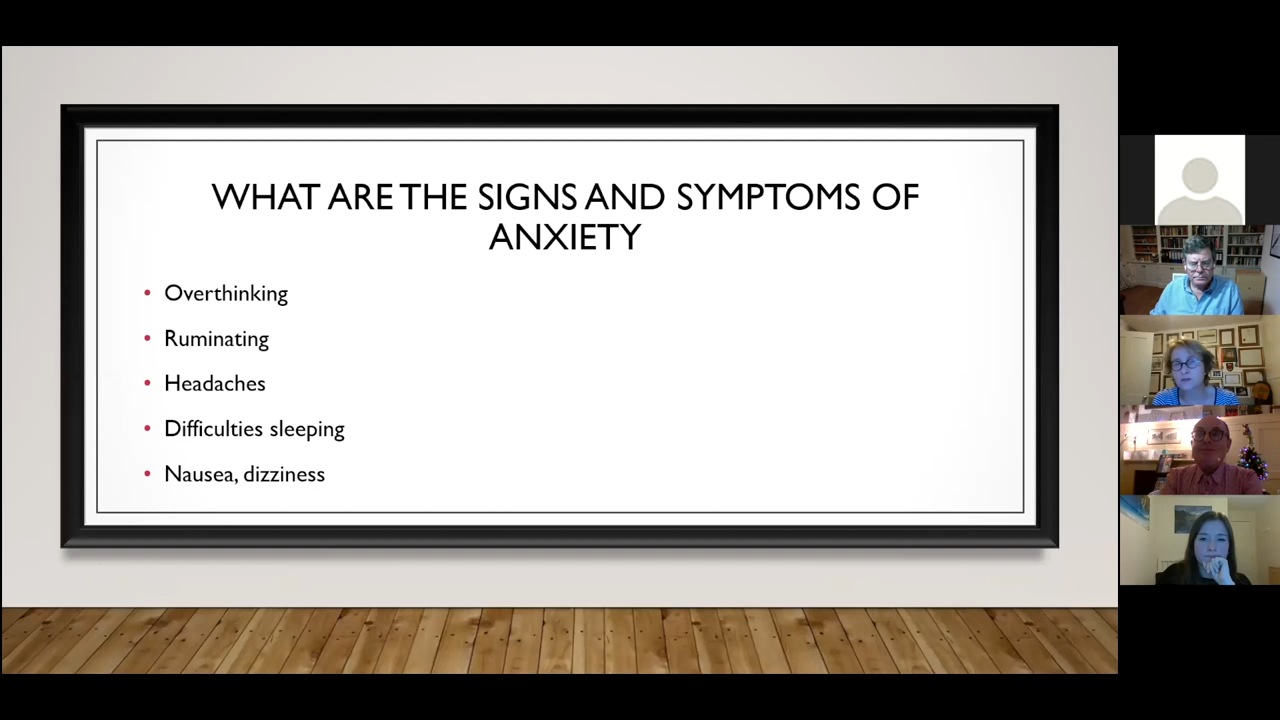 WHAT ARE THE SIGNS AND SYMPTOMS OF
ANXIETY
• Overthinking
• Ruminating
• Headaches
• Difficulties sleeping
• Nausea, dizziness